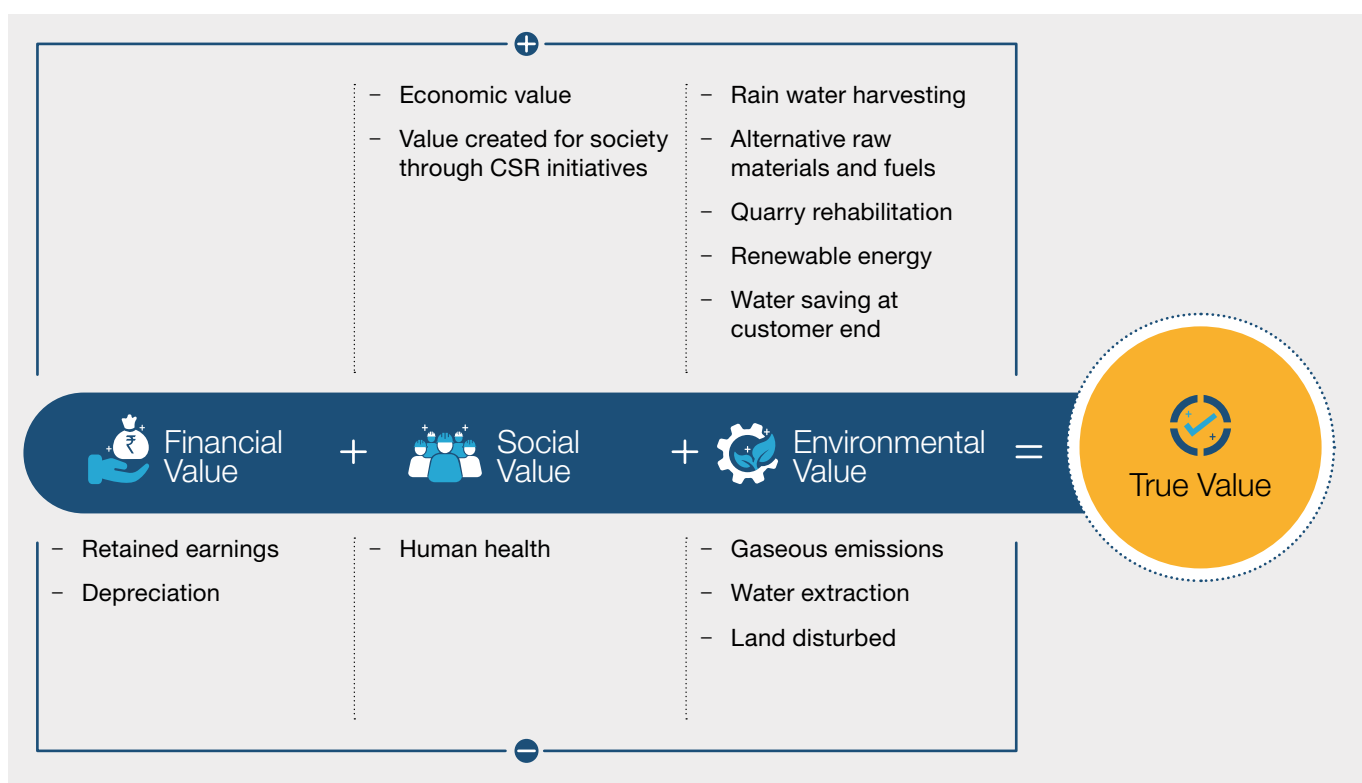 – Economic value
– Value created for society
through CSR initiatives
– Rain water harvesting
– Alternative raw
materials and fuels
– Quarry rehabilitation
– Renewable energy
– Water saving at
customer end
₹
Financial
Value
+
Social
Value
+
Environmental
Value
=
True Value
– Retained earnings
– Depreciation
– Human health
– Gaseous emissions
– Water extraction
– Land disturbed